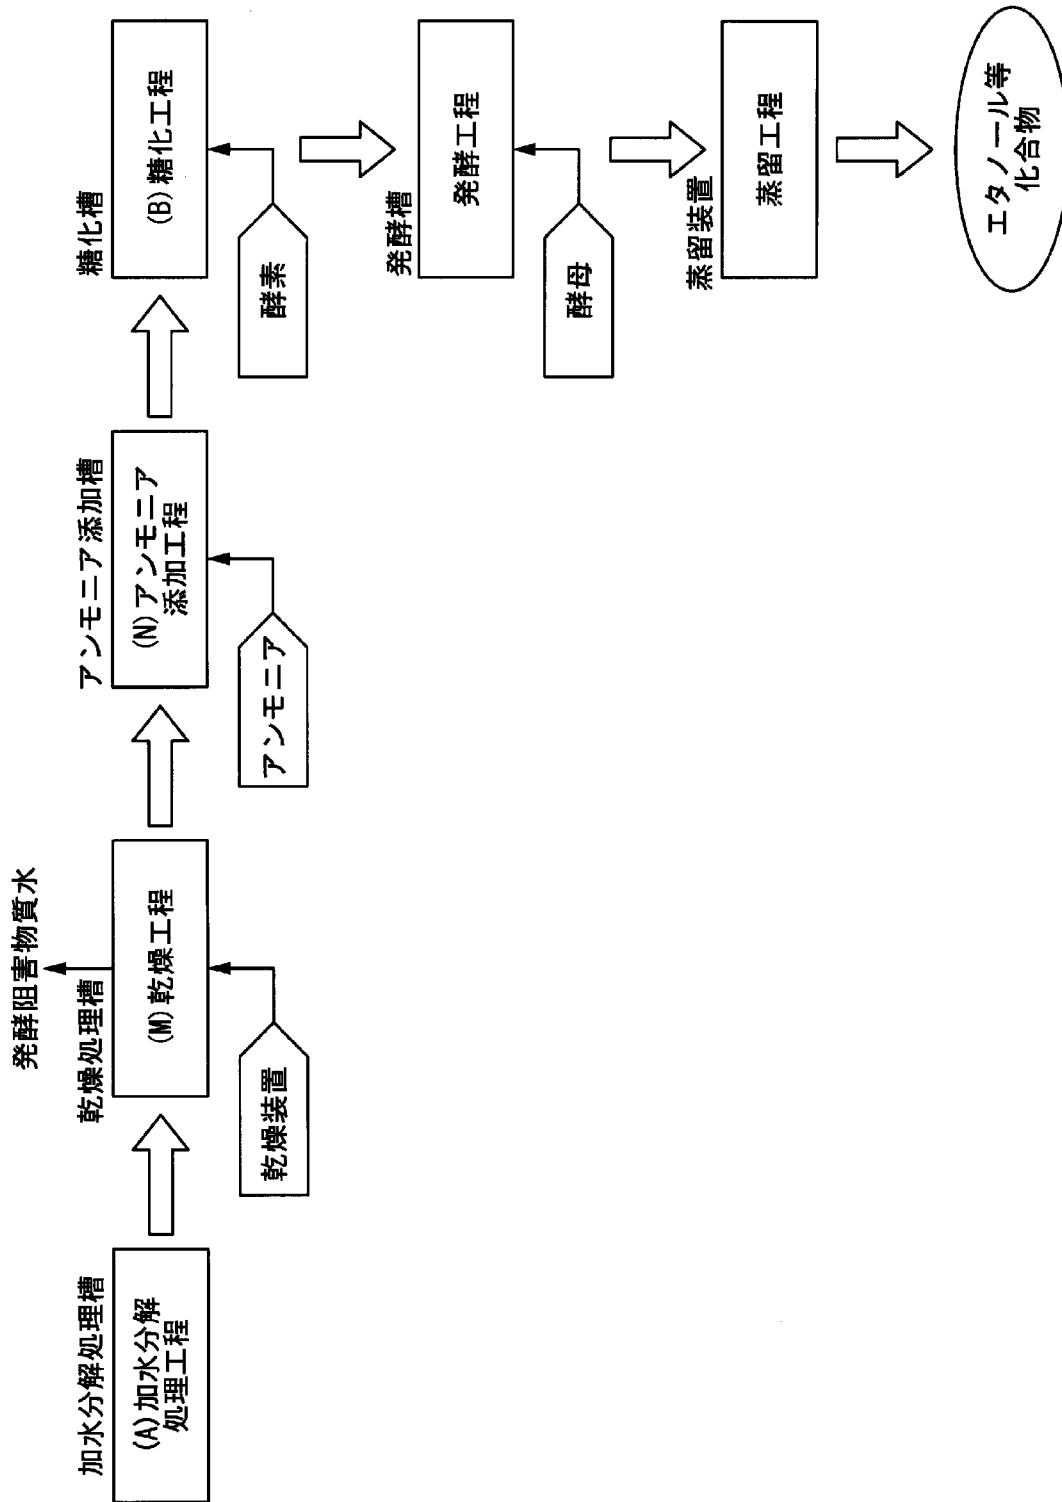 加水分解処理槽
(A)加水分解
処理工程
発酵阻害物質水
乾燥処理槽
(M)乾燥工程
乾燥装置
アンモニア添加槽
(N)アンモニア
添加工程
アンモニア
糖化槽
(B)糖化工程
酵素
発酵槽
発酵工程
酵母
蒸留装置
蒸留工程
エタノール等
化合物